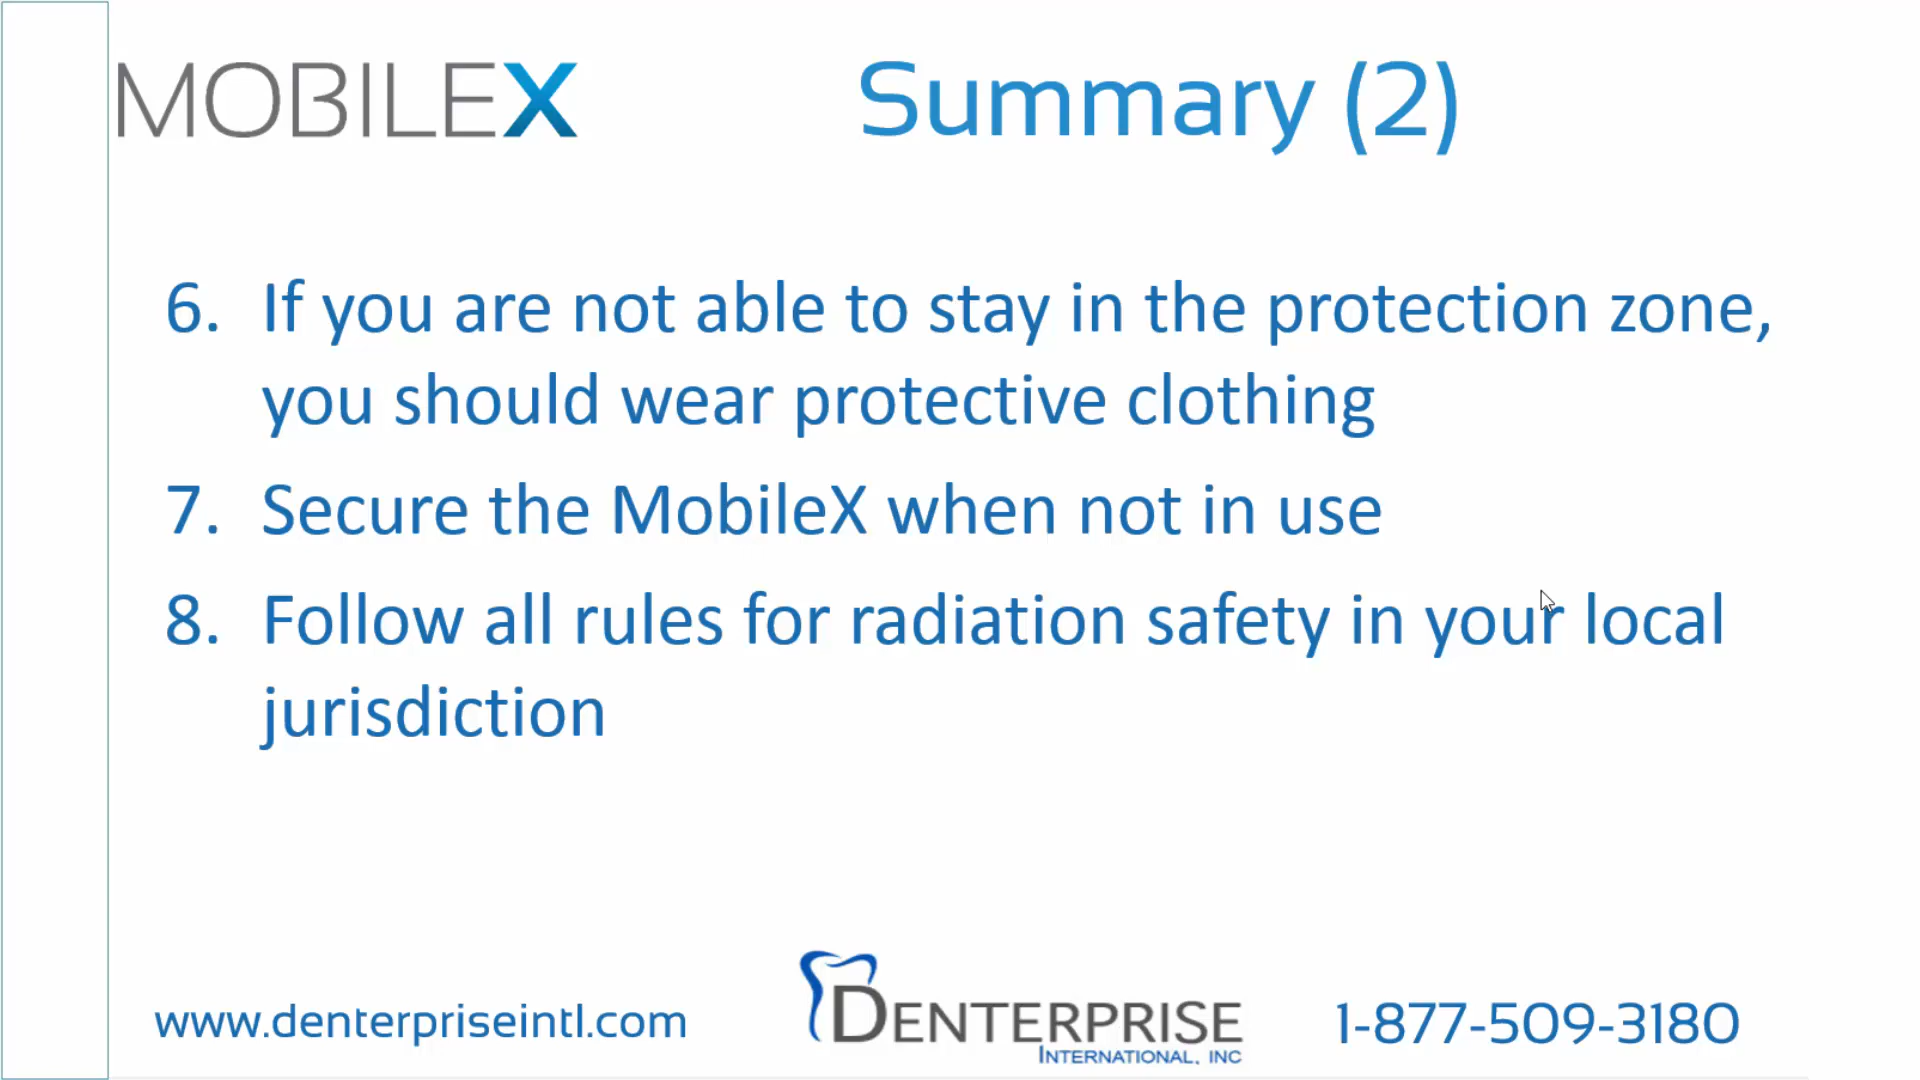 MOBILEX
Summary (2)
6. If you are not able to stay in the protection zone,
you should wear protective clothing
7. Secure the MobileX when not in use
8. Follow all rules for radiation safety in your local
jurisdiction
www.denterpriseintl.com
DENTERPRISE
INTERNATIONAL, INC
1-877-509-3180